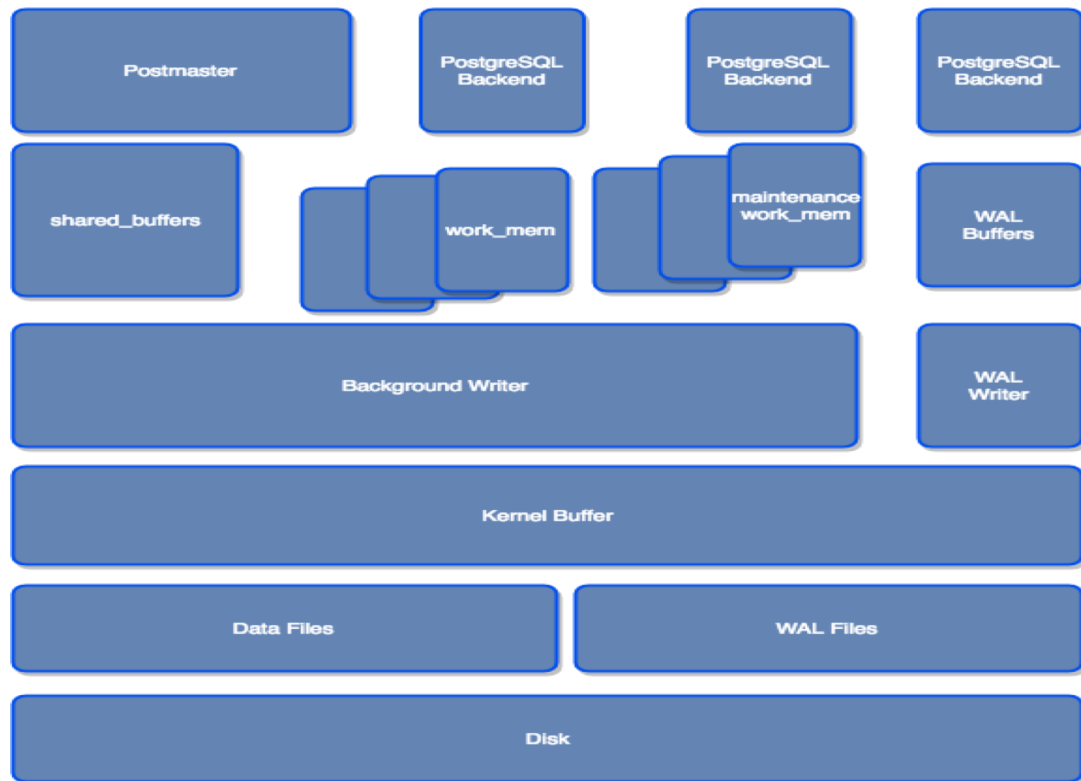 Postmaster
PostgreSQL
Backend
PostgreSQL
Backend
PostgreSQL
Backend
shared_buffers
work_mem
maintenance
work_mem
WAL
Buffers
Background Writer
WAL
Writer
Kernel Buffer
Data Files
WAL Files
Disk